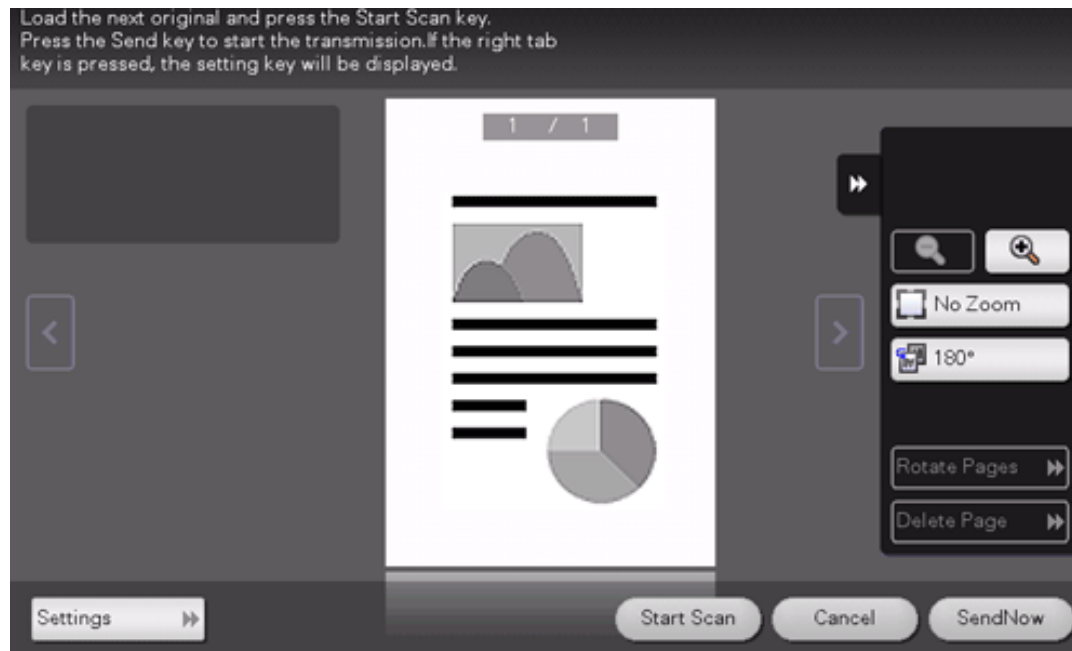 Load the next original and press the Start Scan key.
Press the Send key to start the transmission.If the right tab
key is pressed, the setting key will be displayed.
1 / 1
No Zoom
180°
Rotate Pages
Delete Page
Settings
Start Scan
Cancel
SendNow